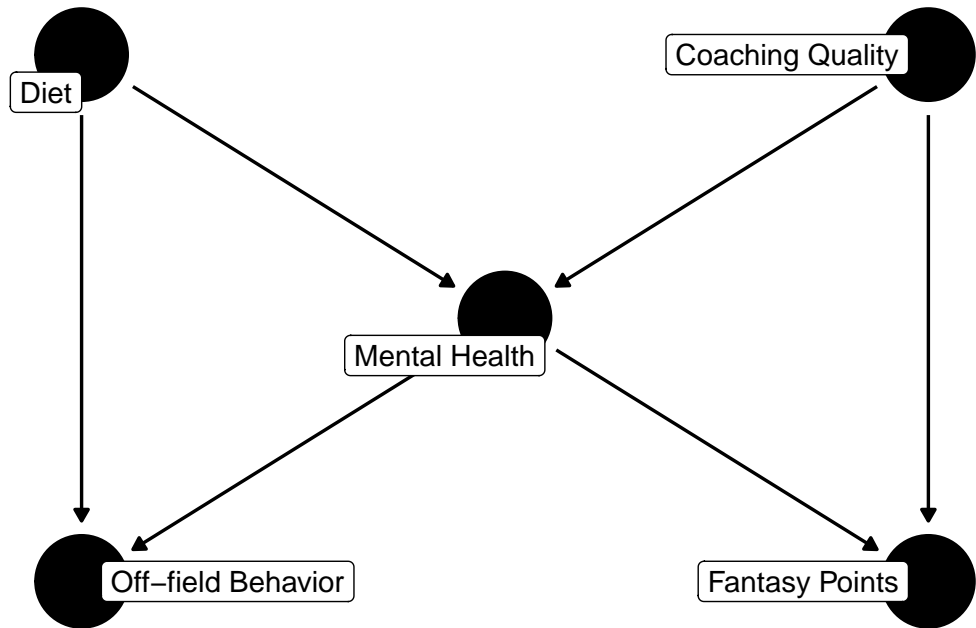 Coaching Quality
Diet
Mental Health
Off−field Behavior
Fantasy Points